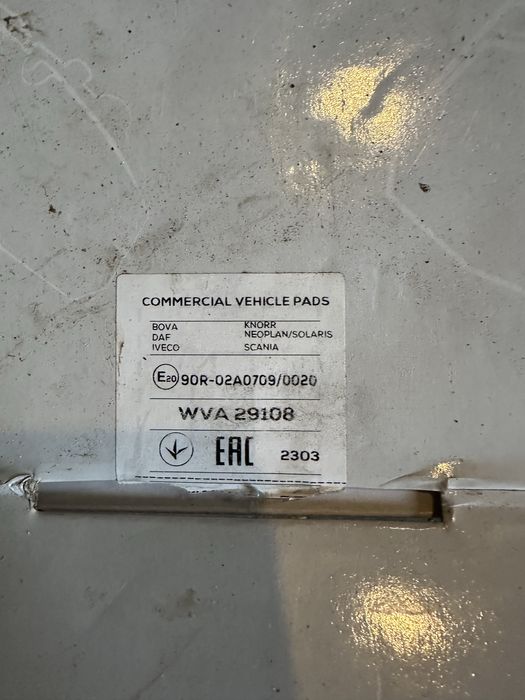 COMMERCIAL VEHICLE PADS
BOVA KNORR
DAF NEOPLAN/SOLARIS
IVECO SCANIA
E20 90R-02A0709/0020
WVA 29108
EAC 2303